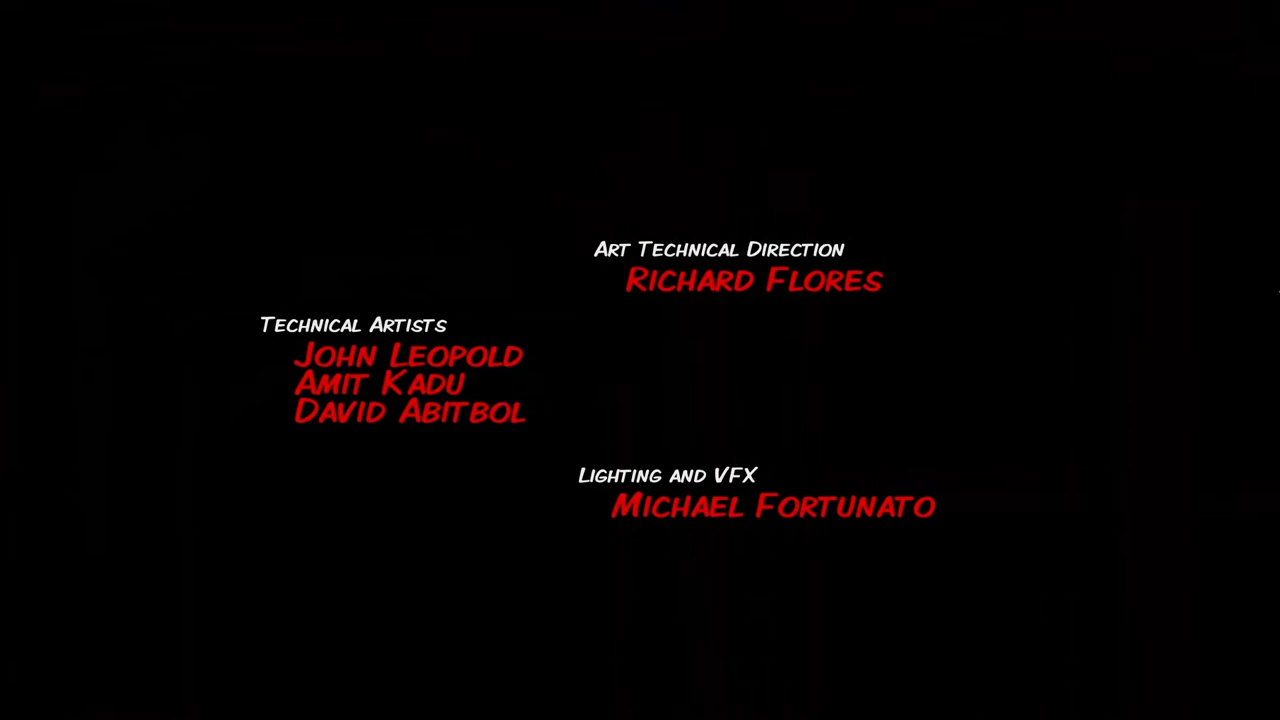 Art Technical Direction
Richard Flores
Technical Artists
John Leopold
Amit Kadu
David Abitbol
Lighting and VFX
Michael Fortunato